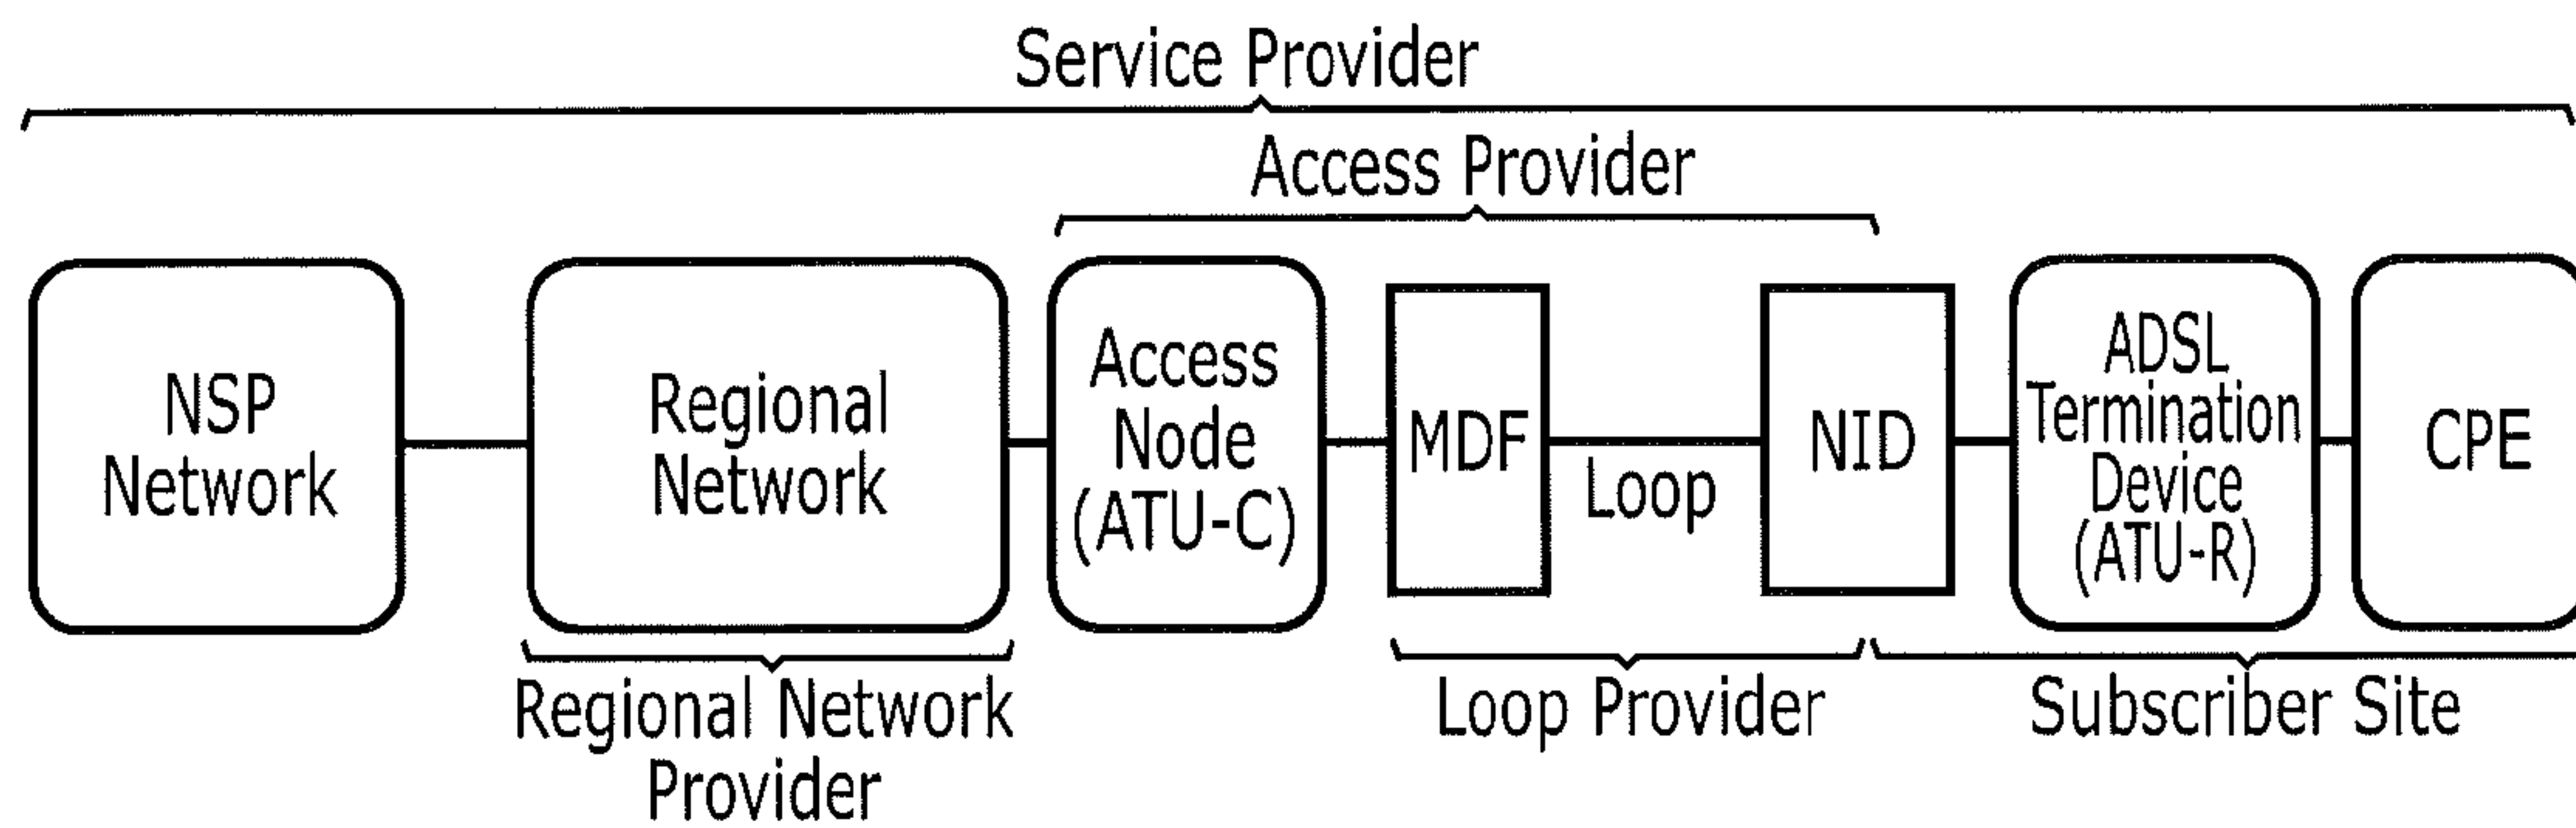 Service Provider
Access Provider
NSP
Network
Regional
Network
Access
Node
(ATU-C)
MDF
Loop
NID
ADSL
Termination
Device
(ATU-R)
CPE
Regional Network
Provider
Loop Provider
Subscriber Site